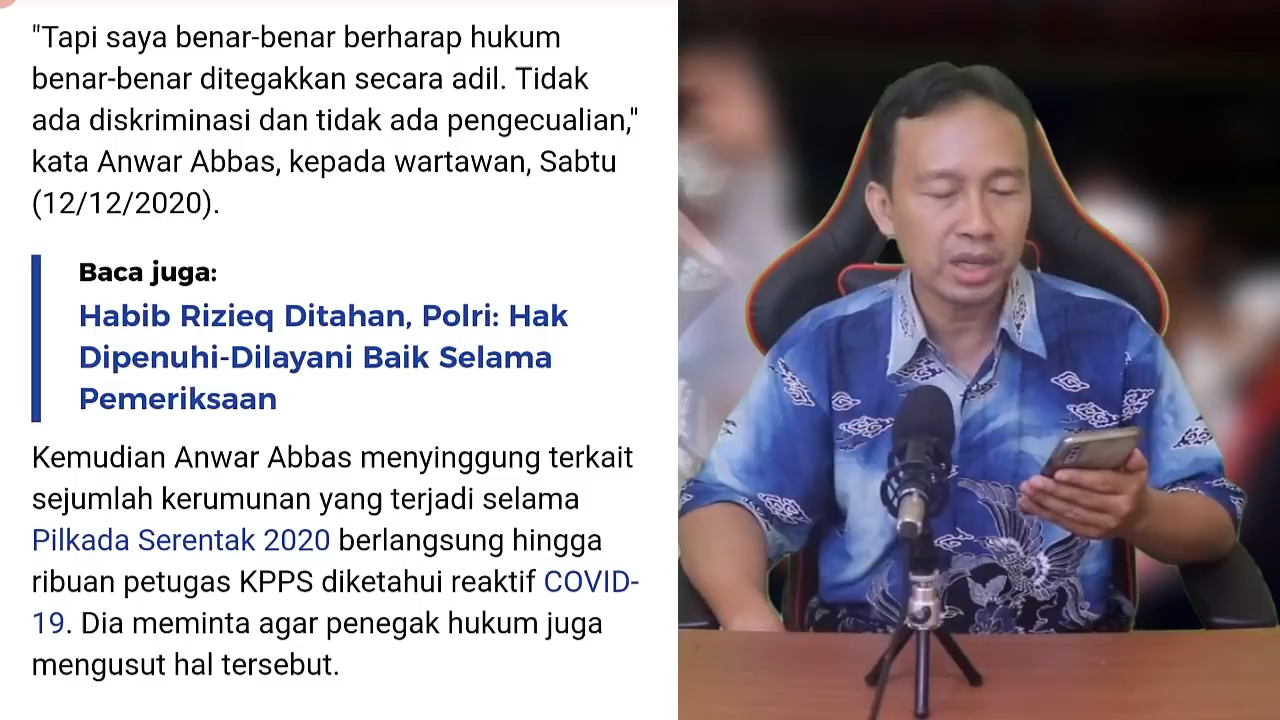 "Tapi saya benar-benar berharap hukum
benar-benar ditegakkan secara adil. Tidak
ada diskriminasi dan tidak ada pengecualian,"
kata Anwar Abbas, kepada wartawan, Sabtu
(12/12/2020).
Baca juga:
Habib Rizieq Ditahan, Polri: Hak
Dipenuhi-Dilayani Baik Selama
Pemeriksaan
Kemudian Anwar Abbas menyinggung terkait
sejumlah kerumunan yang terjadi selama
Pilkada Serentak 2020 berlangsung hingga
ribuan petugas KPPS diketahui reaktif COVID-
19. Dia meminta agar penegak hukum juga
mengusut hal tersebut.